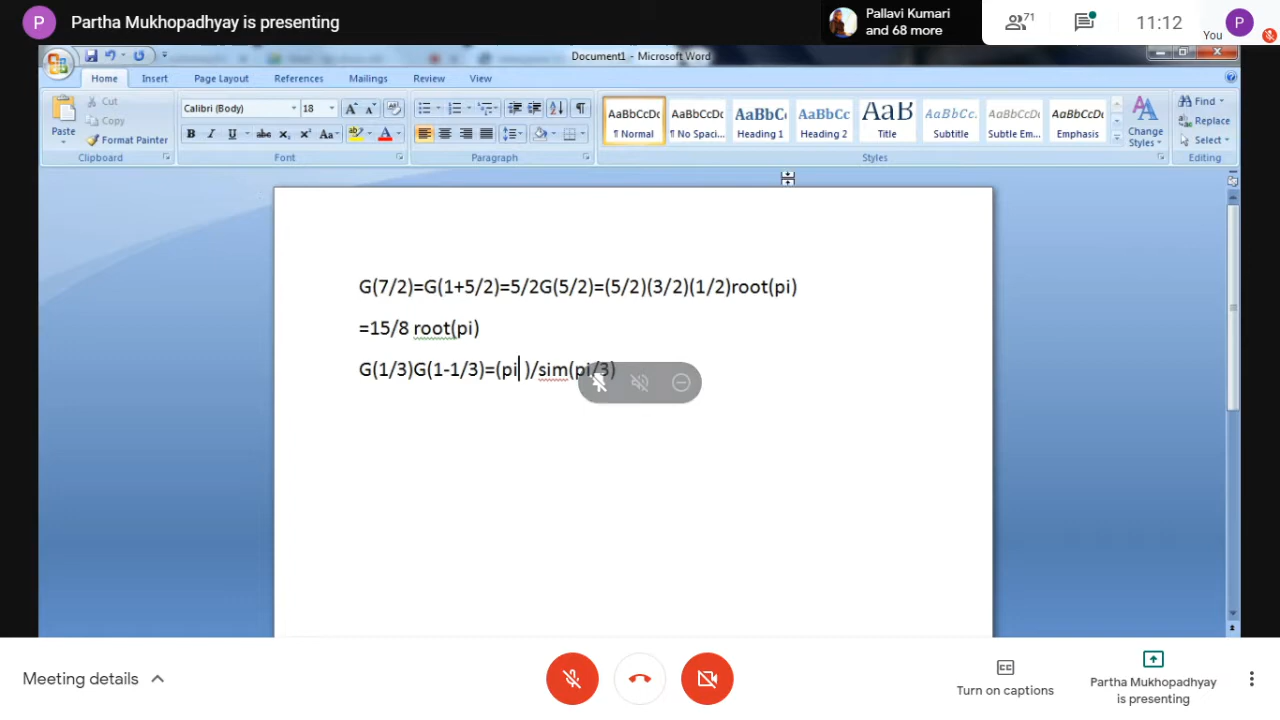 P Partha Mukhopadhyay is presenting
Pallavi Kumari
and 68 more
71
11:12
You
P
Document1 - Microsoft Word
Home Insert Page Layout References Mailings Review View
Paste
Cut
Copy
Format Painter
Clipboard
Calibri (Body) 18
B I U abc X₂ X² Aa
Font
Paragraph
AaBbCcDc AaBbCcDc AaBbC( AaBbCc AaB AaBbCc. AaBbCcDc AaBbCcDc
¶ Normal ¶ No Spaci... Heading 1 Heading 2 Title Subtitle Subtle Em... Emphasis
Change
Styles
Styles
Find
Replace
Select
Editing
G(7/2)=G(1+5/2)=5/2G(5/2)=(5/2)(3/2)(1/2)root(pi)
=15/8 root(pi)
G(1/3)G(1-1/3)=(pi )/sim(pi/3)
Meeting details
Turn on captions
Partha Mukhopadhyay
is presenting